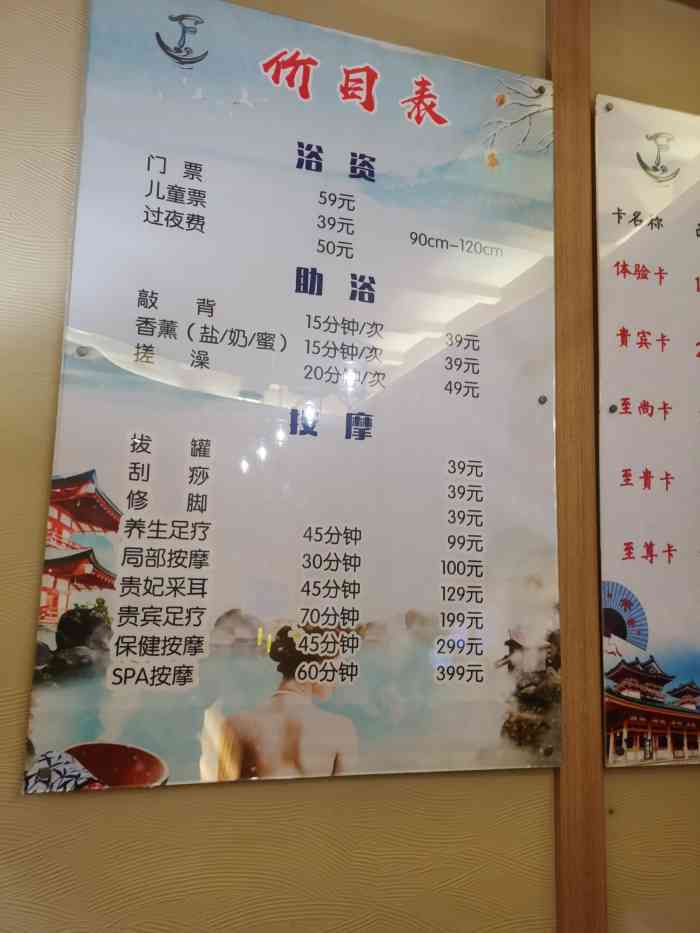 价目表
浴 资
门 票 59元
儿童票 39元 90cm-120cm
过夜费 50元
助 浴
敲 背 15分钟/次 39元
香薰（盐/奶/蜜） 15分钟/次 39元
搓 澡 20分钟/次 49元
按 摩
拔 罐 39元
刮 痧 39元
修 脚 39元
养生足疗 45分钟 99元
局部按摩 30分钟 100元
贵妃采耳 45分钟 129元
贵宾足疗 70分钟 199元
保健按摩 45分钟 299元
SPA按摩 60分钟 399元
卡名称
体验卡
贵宾卡
至尚卡
至贵卡
至尊卡